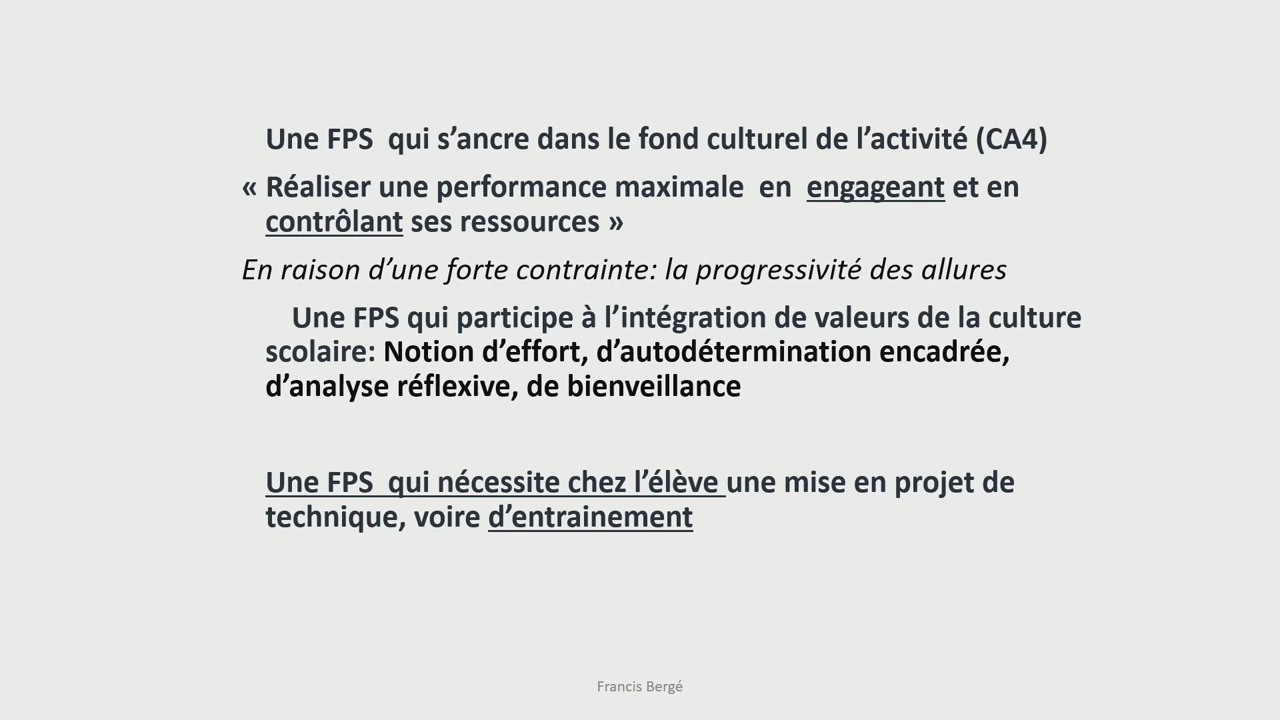 Une FPS  qui s’ancre dans le fond culturel de l’activité (CA4)
« Réaliser une performance maximale  en  engageant et en
contrôlant ses ressources »
En raison d’une forte contrainte: la progressivité des allures
Une FPS qui participe à l’intégration de valeurs de la culture
scolaire: Notion d’effort, d’autodétermination encadrée,
d’analyse réflexive, de bienveillance
Une FPS  qui nécessite chez l’élève une mise en projet de
technique, voire d’entrainement
Francis Bergé